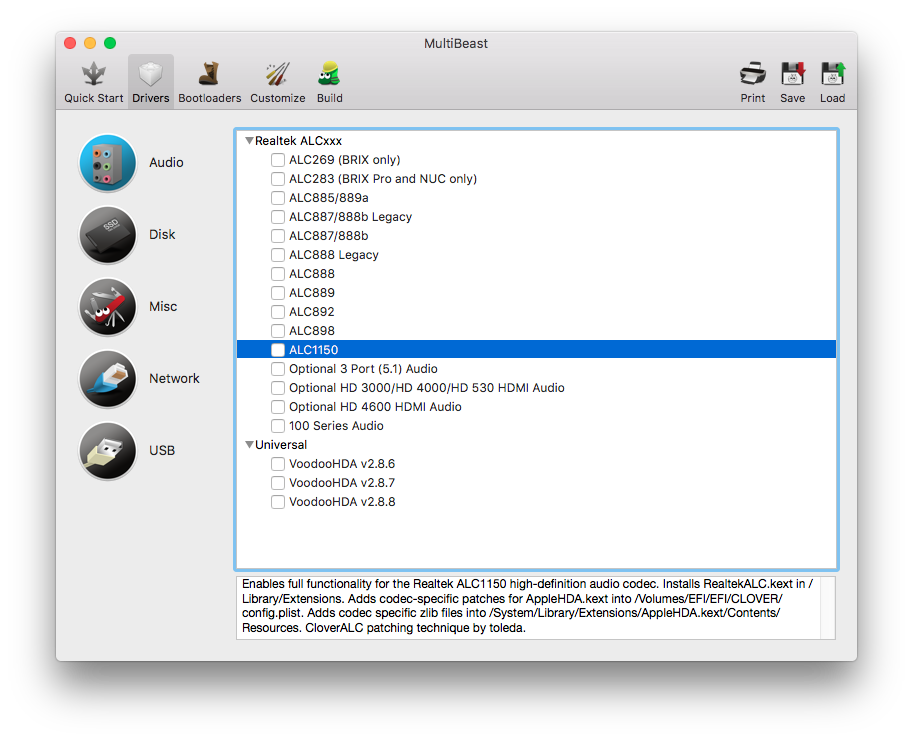 MultiBeast
Quick Start Drivers Bootloaders Customize Build Print Save Load
Audio
Disk
SSD
Misc
Network
USB
Realtek ALCxxx
ALC269 (BRIX only)
ALC283 (BRIX Pro and NUC only)
ALC885/889a
ALC887/888b Legacy
ALC887/888b
ALC888 Legacy
ALC888
ALC889
ALC892
ALC898
ALC1150
Optional 3 Port (5.1) Audio
Optional HD 3000/HD 4000/HD 530 HDMI Audio
Optional HD 4600 HDMI Audio
100 Series Audio
Universal
VoodooHDA v2.8.6
VoodooHDA v2.8.7
VoodooHDA v2.8.8
Enables full functionality for the Realtek ALC1150 high-definition audio codec. Installs RealtekALC.kext in /
Library/Extensions. Adds codec-specific patches for AppleHDA.kext into /Volumes/EFI/EFI/CLOVER/
config.plist. Adds codec specific zlib files into /System/Library/Extensions/AppleHDA.kext/Contents/
Resources. CloverALC patching technique by toleda.